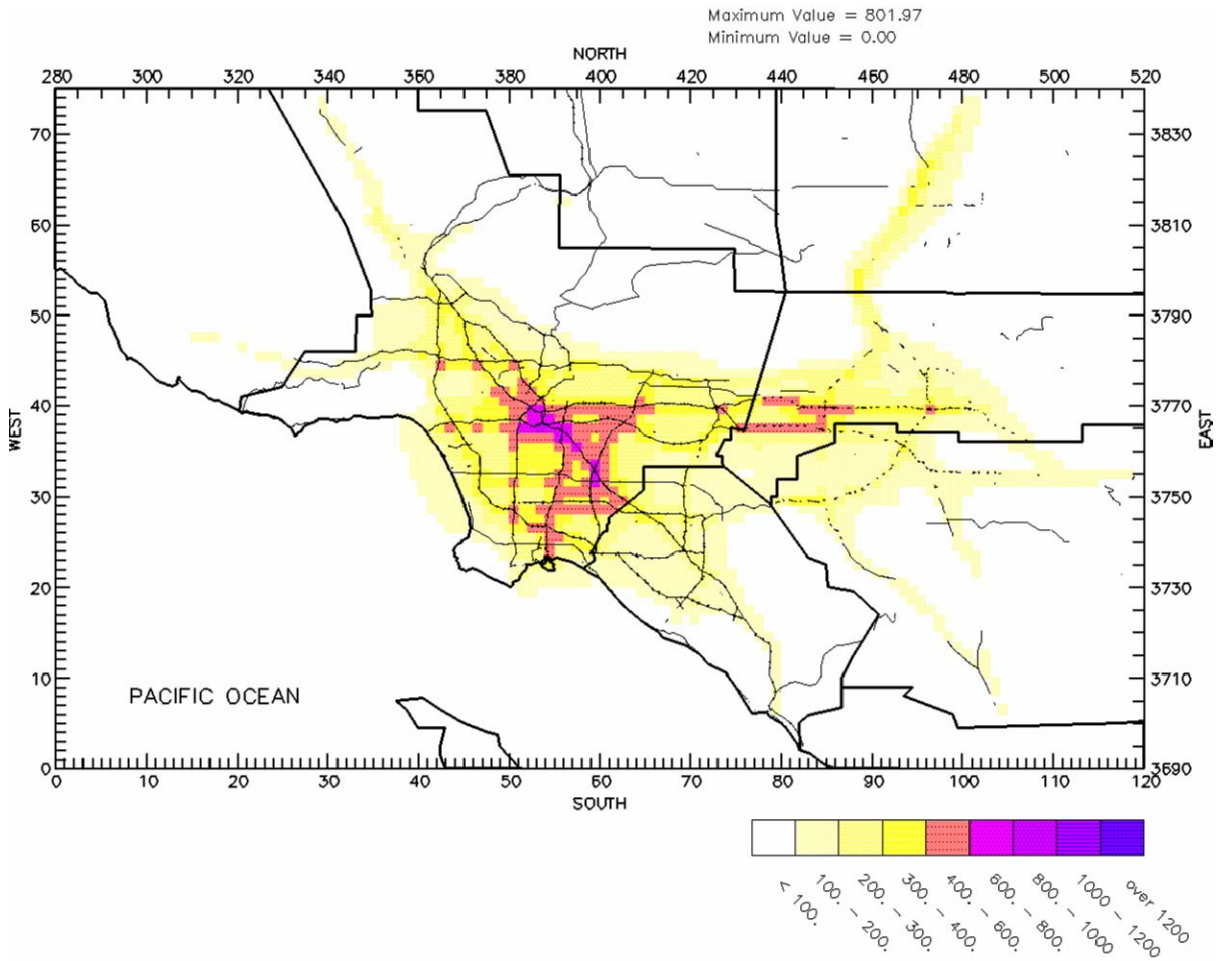 Maximum Value = 801.97
Minimum Value = 0.00
NORTH
280 300 320 340 360 380 400 420 440 460 480 500 520
70 3830
60 3810
50 3790
40 3770
WEST EAST
30 3750
20 3730
10 3710
PACIFIC OCEAN
0 3690
0 10 20 30 40 50 60 70 80 90 100 110 120
SOUTH
< 100.
100. - 200.
200. - 300.
300. - 400.
400. - 600.
600. - 800.
800. - 1000
1000 - 1200
over 1200